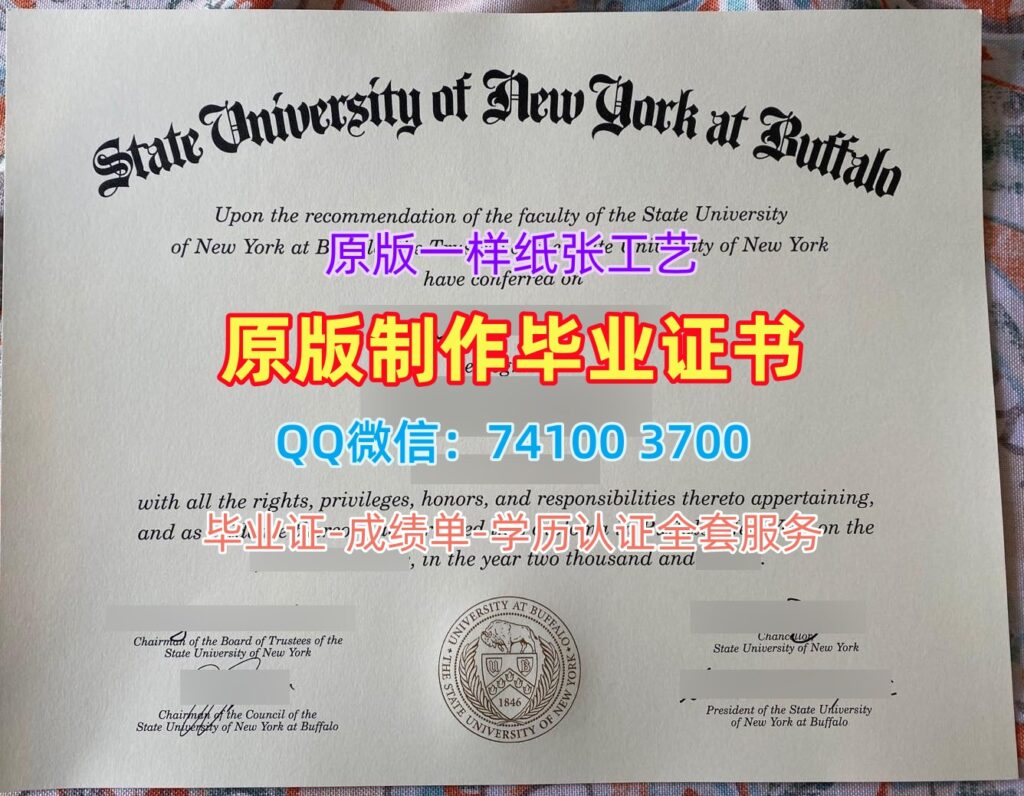 State University of New York at Buffalo
Upon the recommendation of the faculty of the State University
of New York at University of New York
原版一样纸张工艺
have conferred on
原版制作毕业证书
QQ微信：74100 3700
with all the rights, privileges, honors, and responsibilities thereto appertaining,
and as on the
毕业证-成绩单-学历认证全套服务
, in the year two thousand and .
Chairman of the Board of Trustees of the
State University of New York
Chancellor
State University of New York
THE STATE UNIVERSITY OF NEW YORK
UNIVERSITY AT BUFFALO
U B
1846
Chairman of the Council of the
State University of New York at Buffalo
President of the State University
of New York at Buffalo